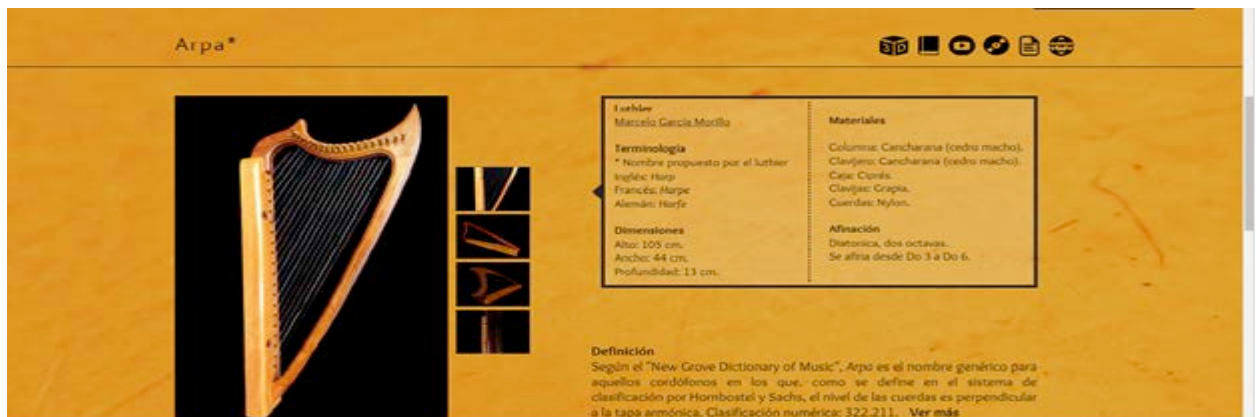 Arpa*
3D
Luthier
Marcelo García Morillo
Terminología
* Nombre propuesto por el luthier
Inglés: Harp
Francés: Harpe
Alemán: Harfe
Dimensiones
Alto: 105 cm.
Ancho: 44 cm.
Profundidad: 13 cm.
Materiales
Columna: Cancharana (cedro macho).
Clavijero: Cancharana (cedro macho).
Caja: Ciprés.
Clavijas: Grapia.
Cuerdas: Nylon.
Afinación
Diatonica, dos octavas.
Se afina desde Do 3 a Do 6.
Definición
Según el "New Grove Dictionary of Music", Arpa es el nombre genérico para
aquellos cordófonos en los que, como se define en el sistema de
clasificación por Hornbostel y Sachs, el nivel de las cuerdas es perpendicular
a la tapa armónica. Clasificación numérica: 322.211. Ver más